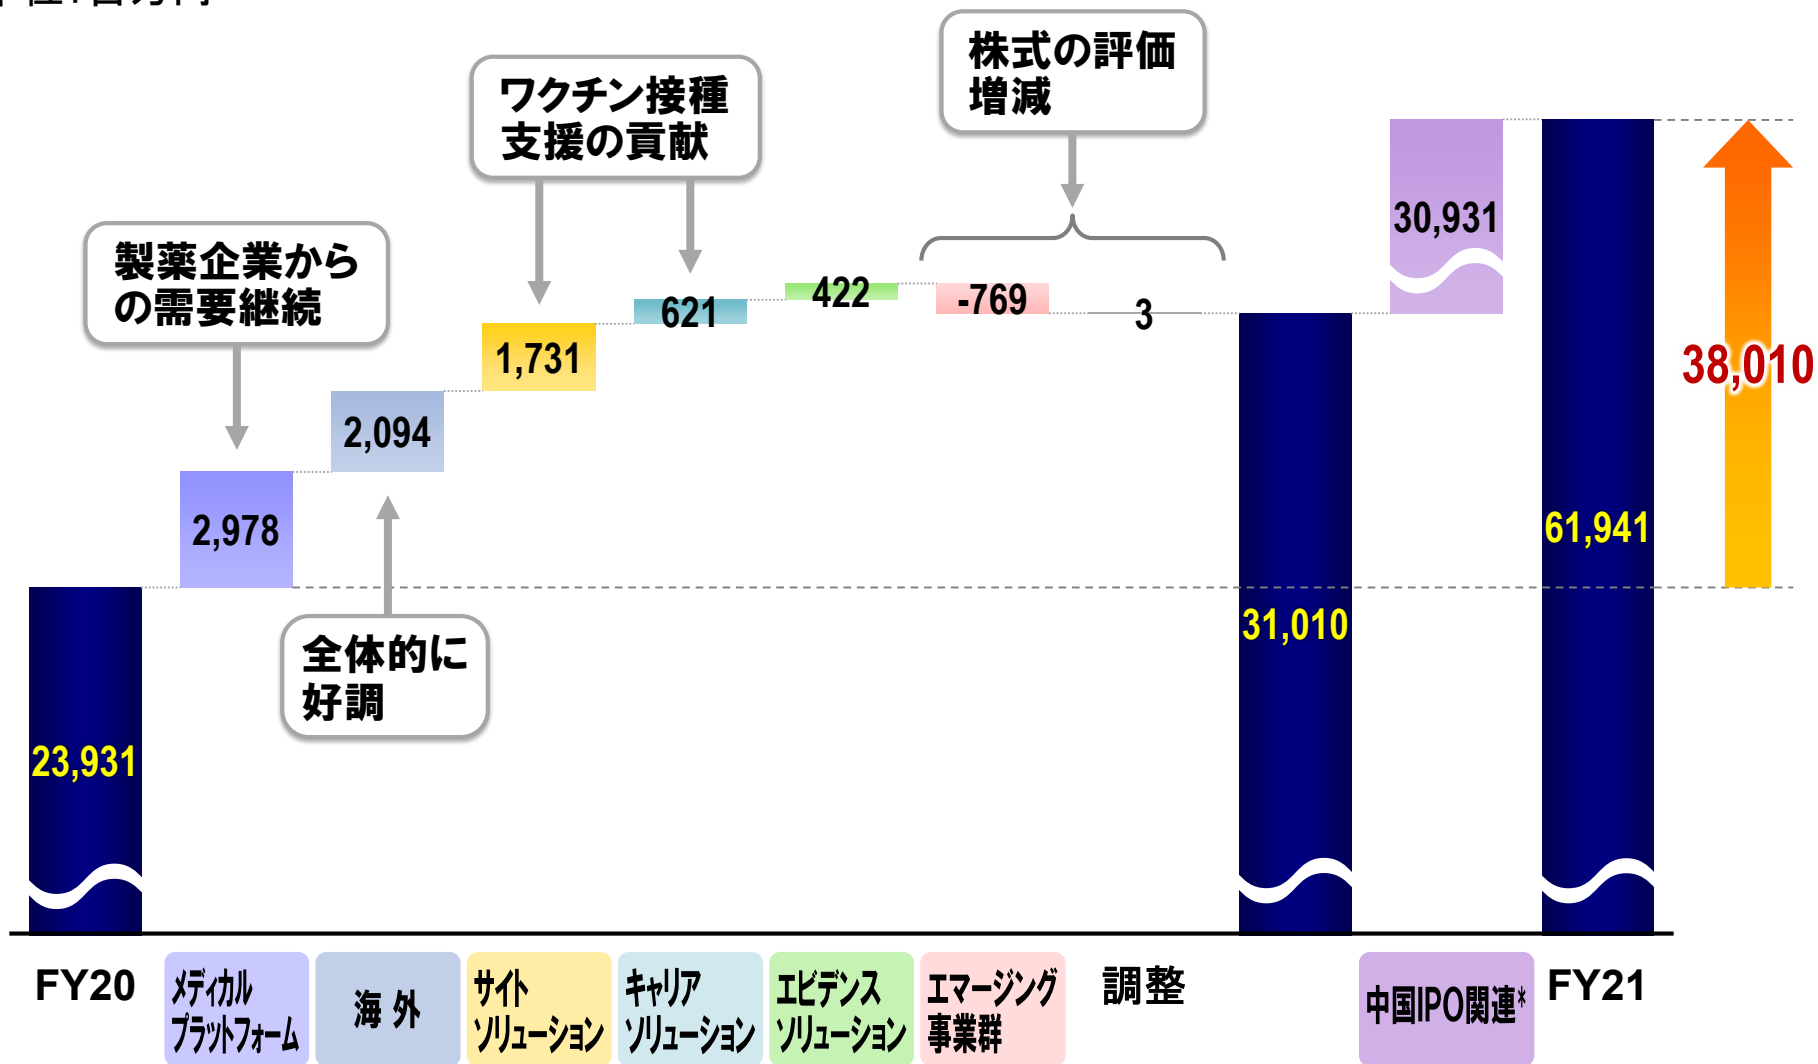 株式の評価
増減
ワクチン接種
支援の貢献
製薬企業から
の需要継続
全体的に
好調
23,931
2,978
2,094
1,731
621
422
-769
3
31,010
30,931
61,941
38,010
FY20
メディカル
プラットフォーム
海外
サイト
ソリューション
キャリア
ソリューション
エビデンス
ソリューション
エマージング
事業群
調整
中国IPO関連*
FY21